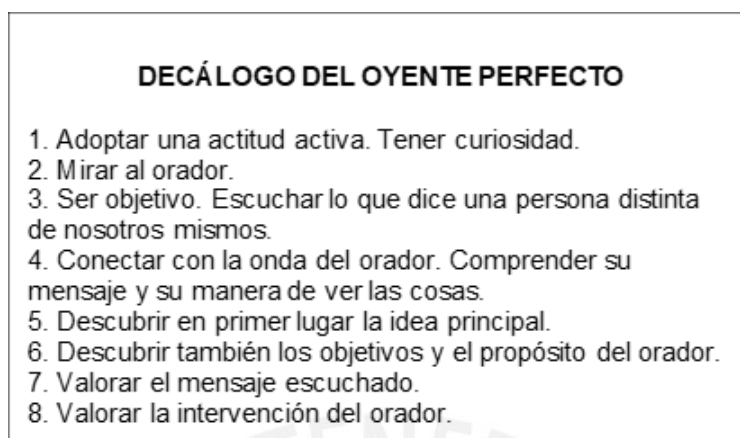 DECÁLOGO DEL OYENTE PERFECTO
1. Adoptar una actitud activa. Tener curiosidad.
2. Mirar al orador.
3. Ser objetivo. Escuchar lo que dice una persona distinta
de nosotros mismos.
4. Conectar con la onda del orador. Comprender su
mensaje y su manera de ver las cosas.
5. Descubrir en primer lugar la idea principal.
6. Descubrir también los objetivos y el propósito del orador.
7. Valorar el mensaje escuchado.
8. Valorar la intervención del orador.